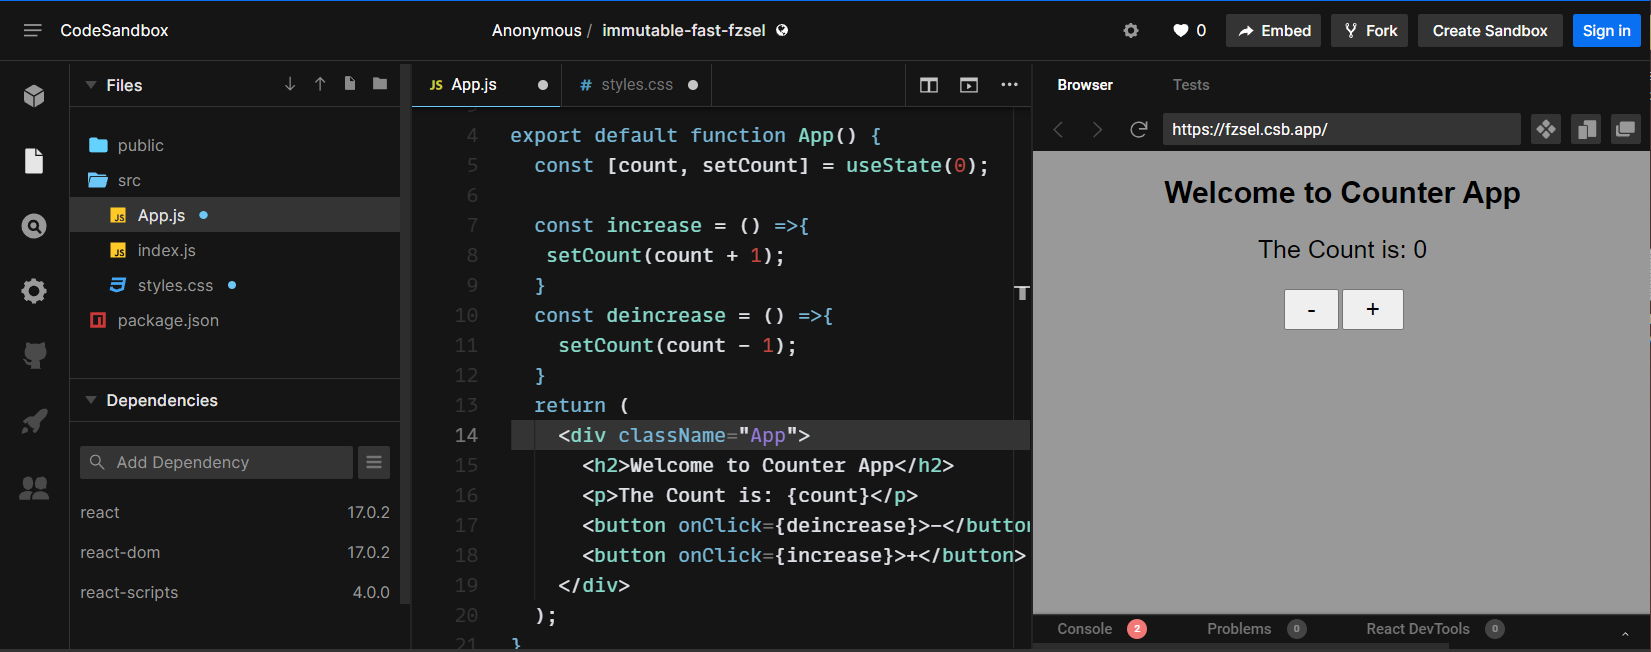 CodeSandbox
Anonymous / immutable-fast-fzsel
0
Embed
Fork
Create Sandbox
Sign in
Files
public
src
App.js
index.js
styles.css
package.json
Dependencies
Add Dependency
react 17.0.2
react-dom 17.0.2
react-scripts 4.0.0
JS App.js
# styles.css
4 export default function App() {
5 const [count, setCount] = useState(0);
6
7 const increase = () =>{
8 setCount(count + 1);
9 }
10 const deincrease = () =>{
11 setCount(count - 1);
12 }
13 return (
14 <div className="App">
15 <h2>Welcome to Counter App</h2>
16 <p>The Count is: {count}</p>
17 <button onClick={deincrease}>-</button
18 <button onClick={increase}>+</button>
19 </div>
20 );
21 }
Browser
Tests
https://fzsel.csb.app/
Welcome to Counter App
The Count is: 0
- +
Console 2
Problems 0
React DevTools 0